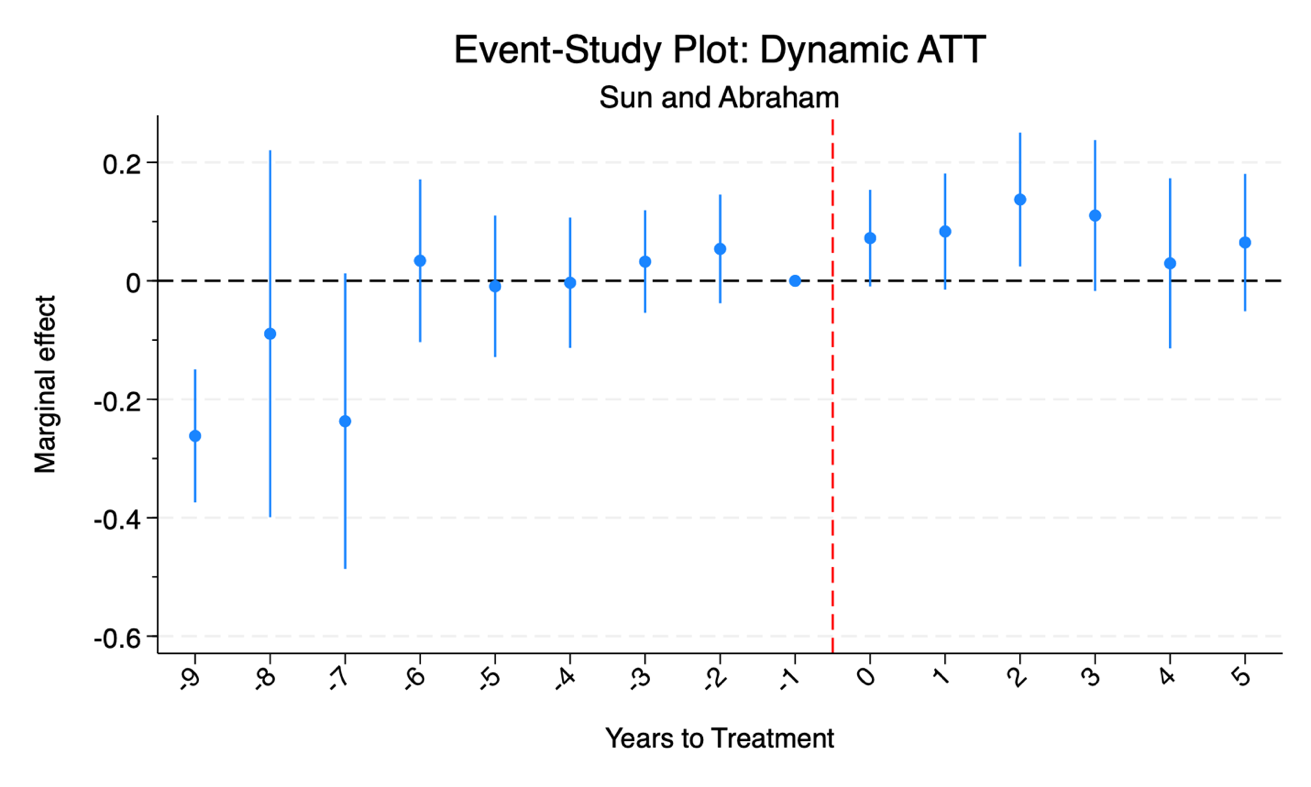 Event-Study Plot: Dynamic ATT
Sun and Abraham
Marginal effect
0.2
0
-0.2
-0.4
-0.6
-9 -8 -7 -6 -5 -4 -3 -2 -1 0 1 2 3 4 5
Years to Treatment